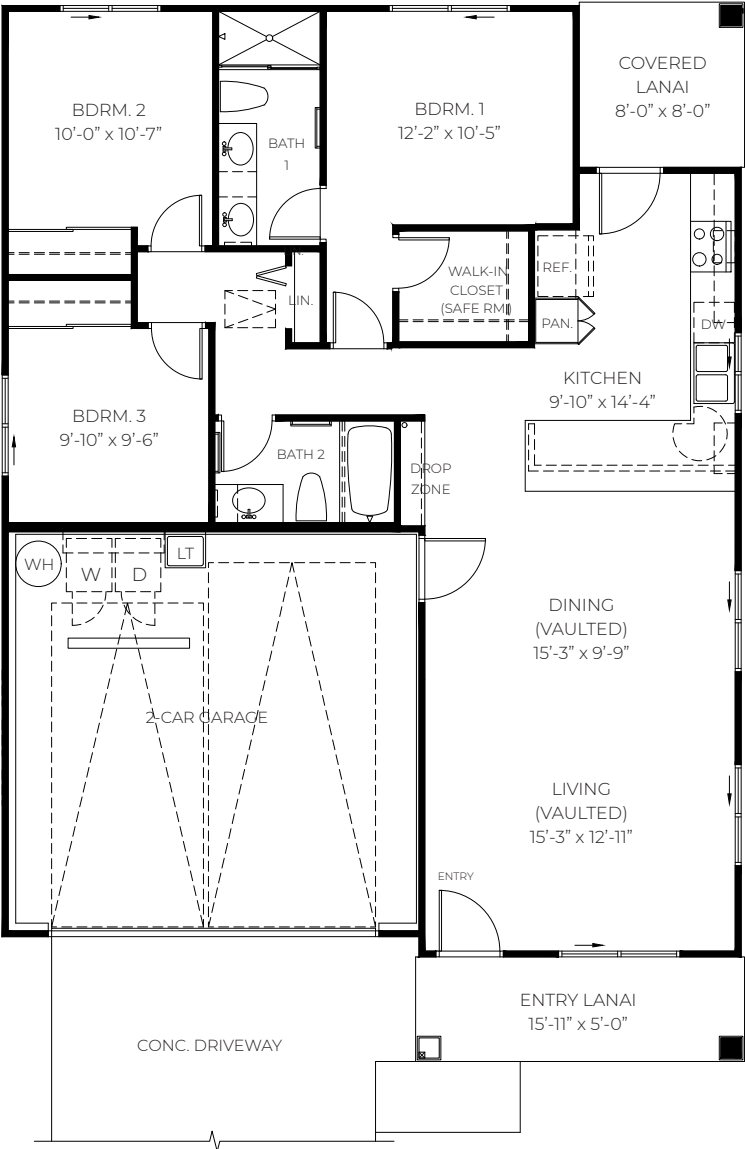 COVERED
LANAI
8’-0” x 8’-0”
BDRM. 2
10’-0” x 10’-7”
BDRM. 1
12’-2” x 10’-5”
BATH
1
WALK-IN
CLOSET
(SAFE RM.)
REF.
LIN.
PAN.
DW
KITCHEN
9’-10” x 14’-4”
BDRM. 3
9’-10” x 9’-6”
BATH 2
DROP
ZONE
WH
W
D
LT
DINING
(VAULTED)
15’-3” x 9’-9”
2-CAR GARAGE
LIVING
(VAULTED)
15’-3” x 12’-11”
ENTRY
ENTRY LANAI
15’-11” x 5’-0”
CONC. DRIVEWAY